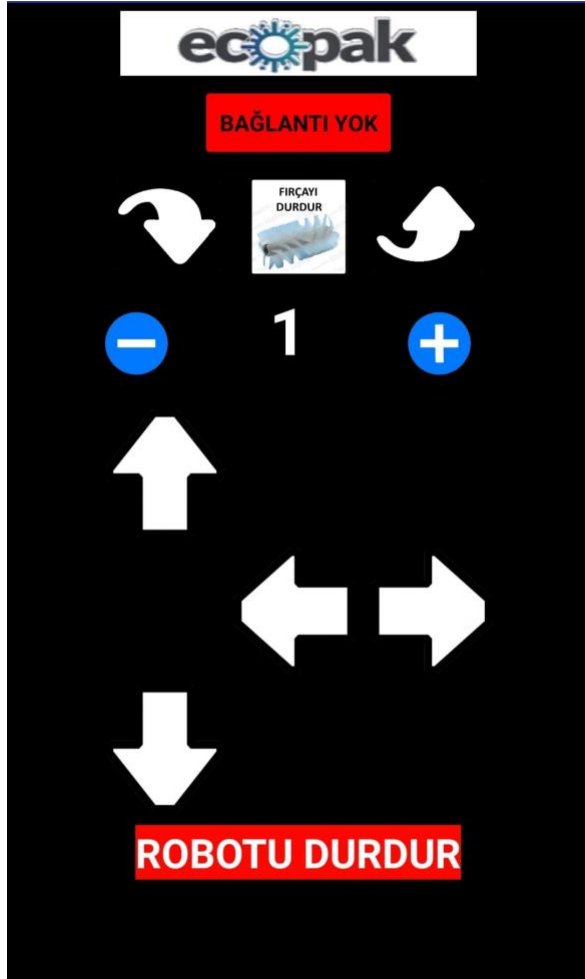 ecopak
BAĞLANTI YOK
FIRÇAYI
DURDUR
1
ROBOTU DURDUR